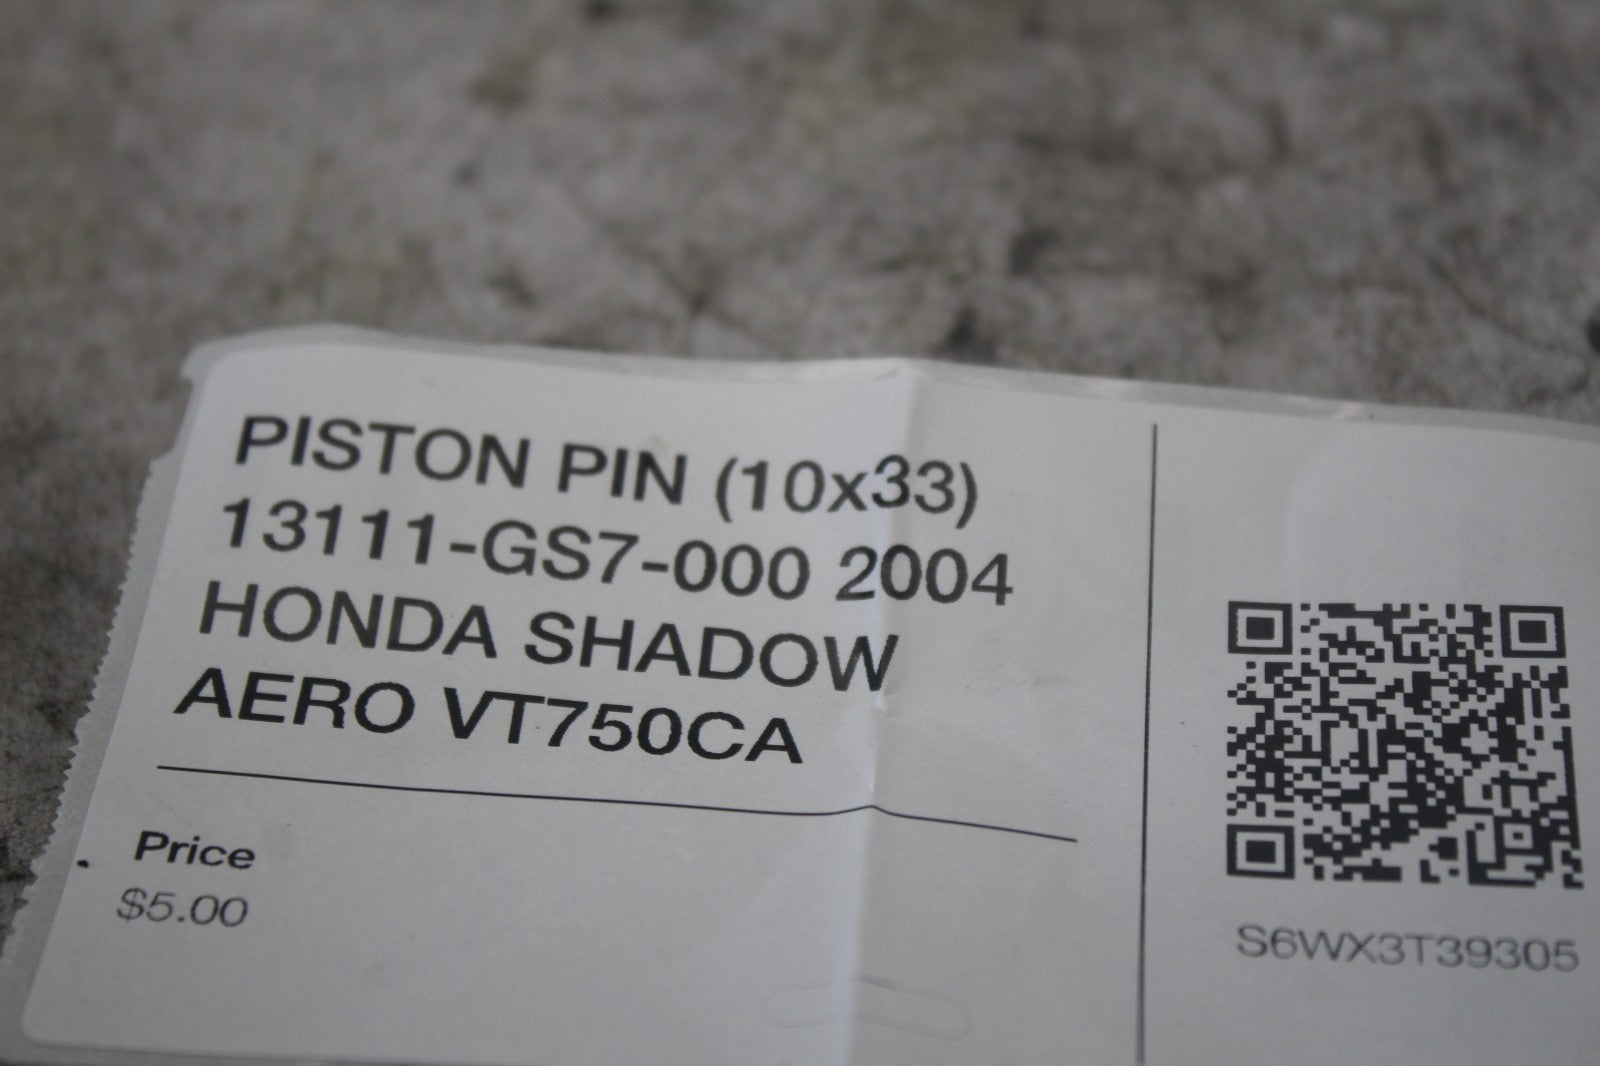 PISTON PIN (10x33)
13111-GS7-000 2004
HONDA SHADOW
AERO VT750CA
Price
$5.00
S6WX3T39305